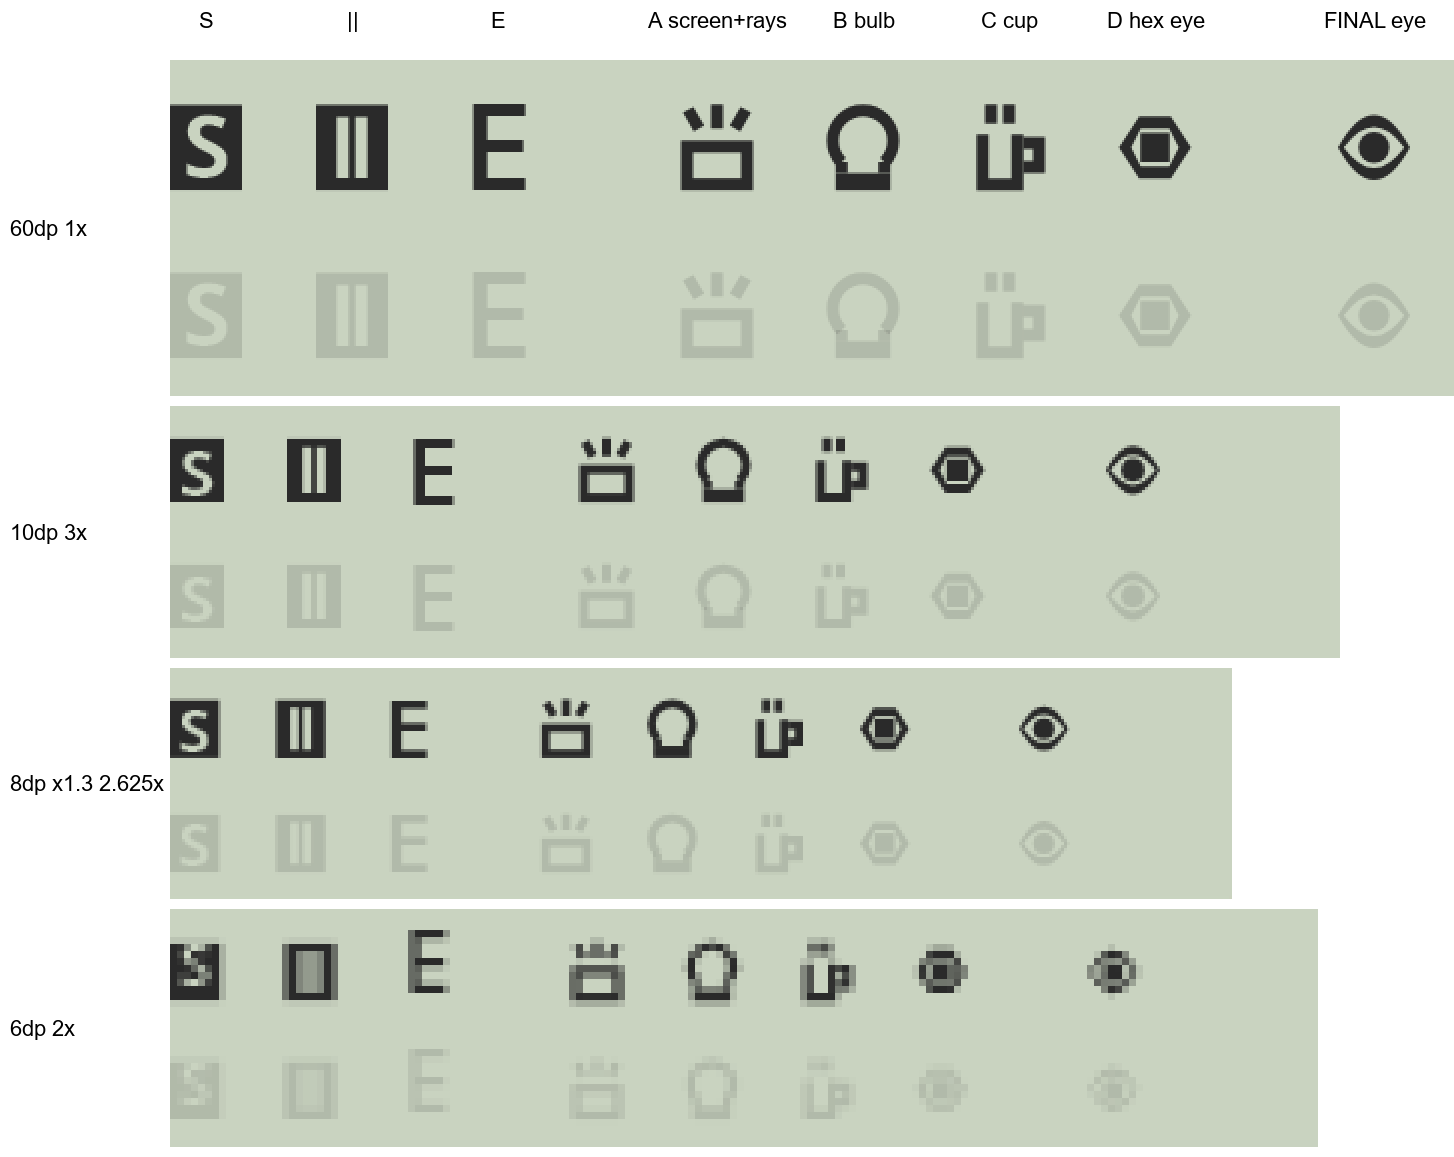 S || E A screen+rays B bulb C cup D hex eye FINAL eye
60dp 1x
S || E
S || E
10dp 3x
S || E
S || E
8dp x1.3 2.625x
S || E
S || E
6dp 2x
S E
S E